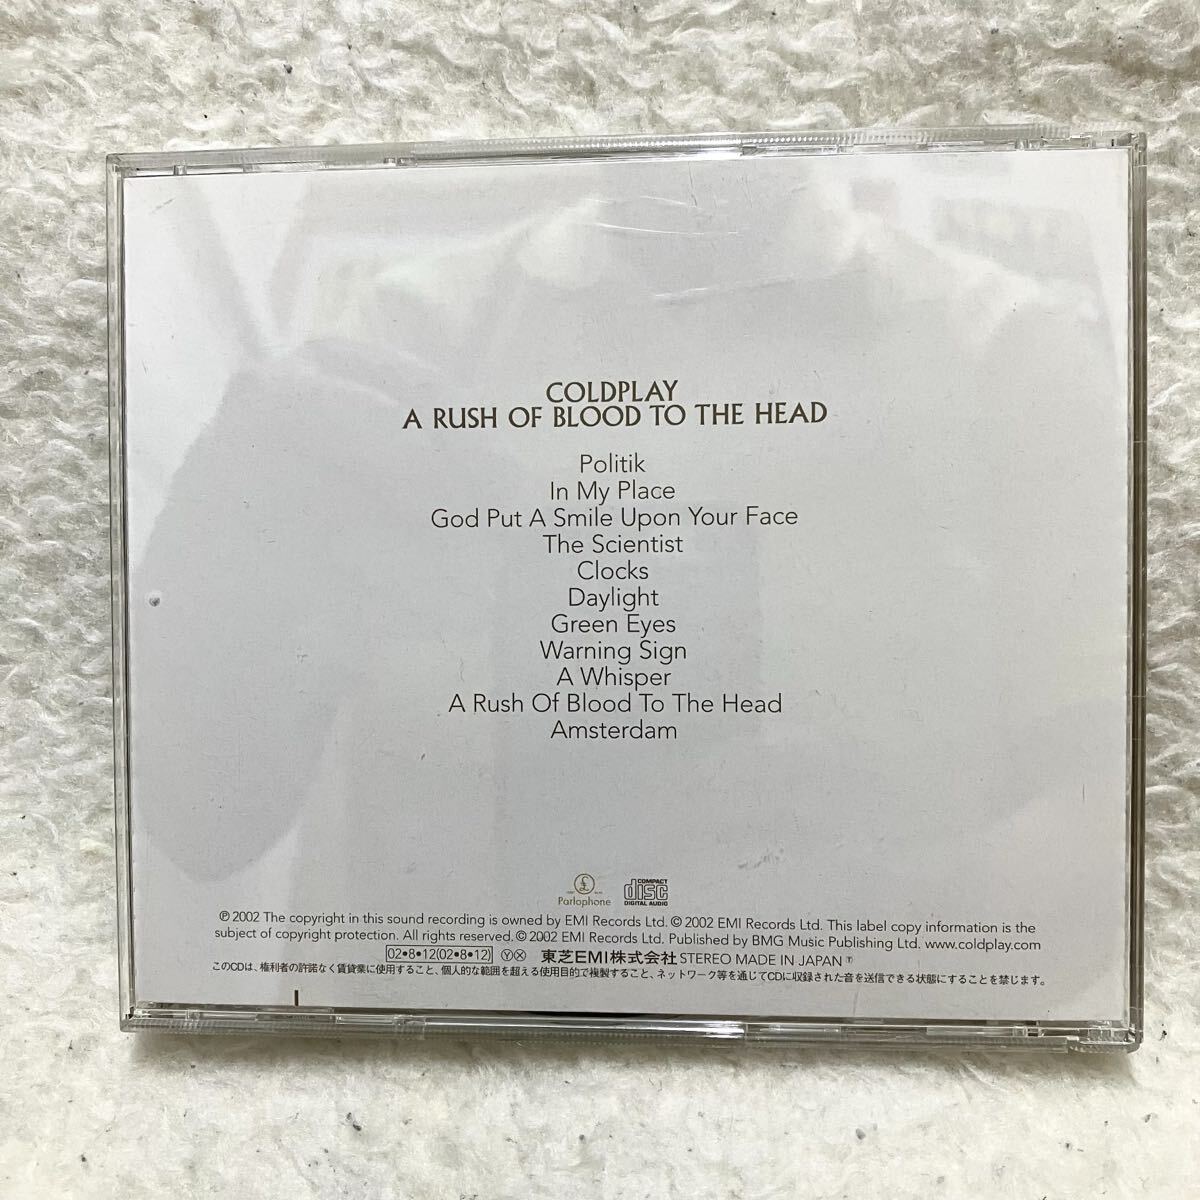 COLDPLAY
A RUSH OF BLOOD TO THE HEAD
Politik
In My Place
God Put A Smile Upon Your Face
The Scientist
Clocks
Daylight
Green Eyes
Warning Sign
A Whisper
A Rush Of Blood To The Head
Amsterdam
£
Parlophone
COMPACT
disc
DIGITAL AUDIO
℗ 2002 The copyright in this sound recording is owned by EMI Records Ltd. © 2002 EMI Records Ltd. This label copy information is the
subject of copyright protection. All rights reserved. © 2002 EMI Records Ltd. Published by BMG Music Publishing Ltd. www.coldplay.com
02•8•12(02•8•12) Ⓨ Ⓧ 東芝EMI株式会社 STEREO MADE IN JAPAN Ⓣ
このCDは、権利者の許諾なく賃貸業に使用すること、個人的な範囲を超える使用目的で複製すること、ネットワーク等を通じてCDに収録された音を送信できる状態にすることを禁じます。